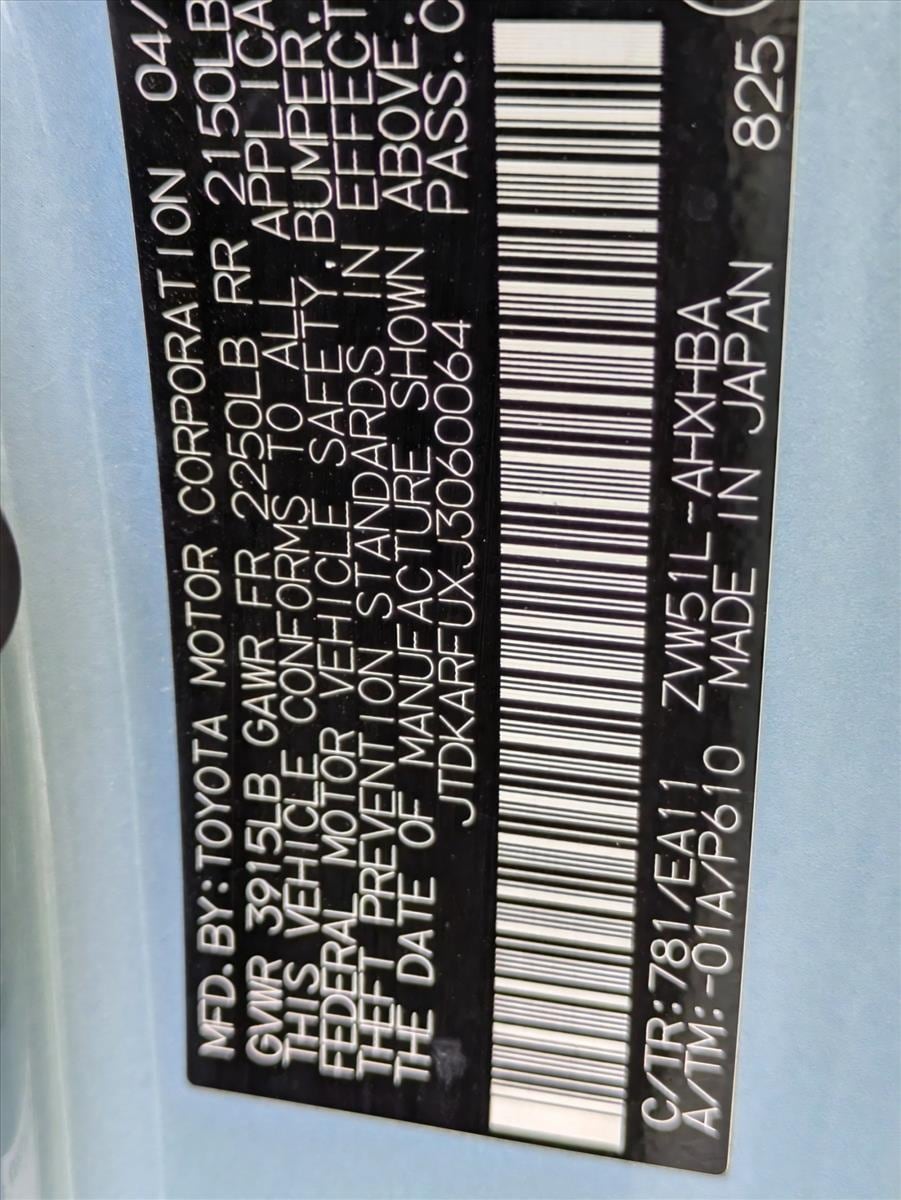 MFD. BY: TOYOTA MOTOR CORPORATION 04/
GVWR 3915LB GAWR FR 2250LB RR 2150LB
THIS VEHICLE CONFORMS TO ALL APPLICA
FEDERAL MOTOR VEHICLE SAFETY, BUMPER,
THEFT PREVENTION STANDARDS IN EFFECT
THE DATE OF MANUFACTURE SHOWN ABOVE.
JTDKARFUXJ3060064 PASS. C
C/TR:781/EA11 ZVW51L-AHXHBA
A/TM:-01A/P610 MADE IN JAPAN 825